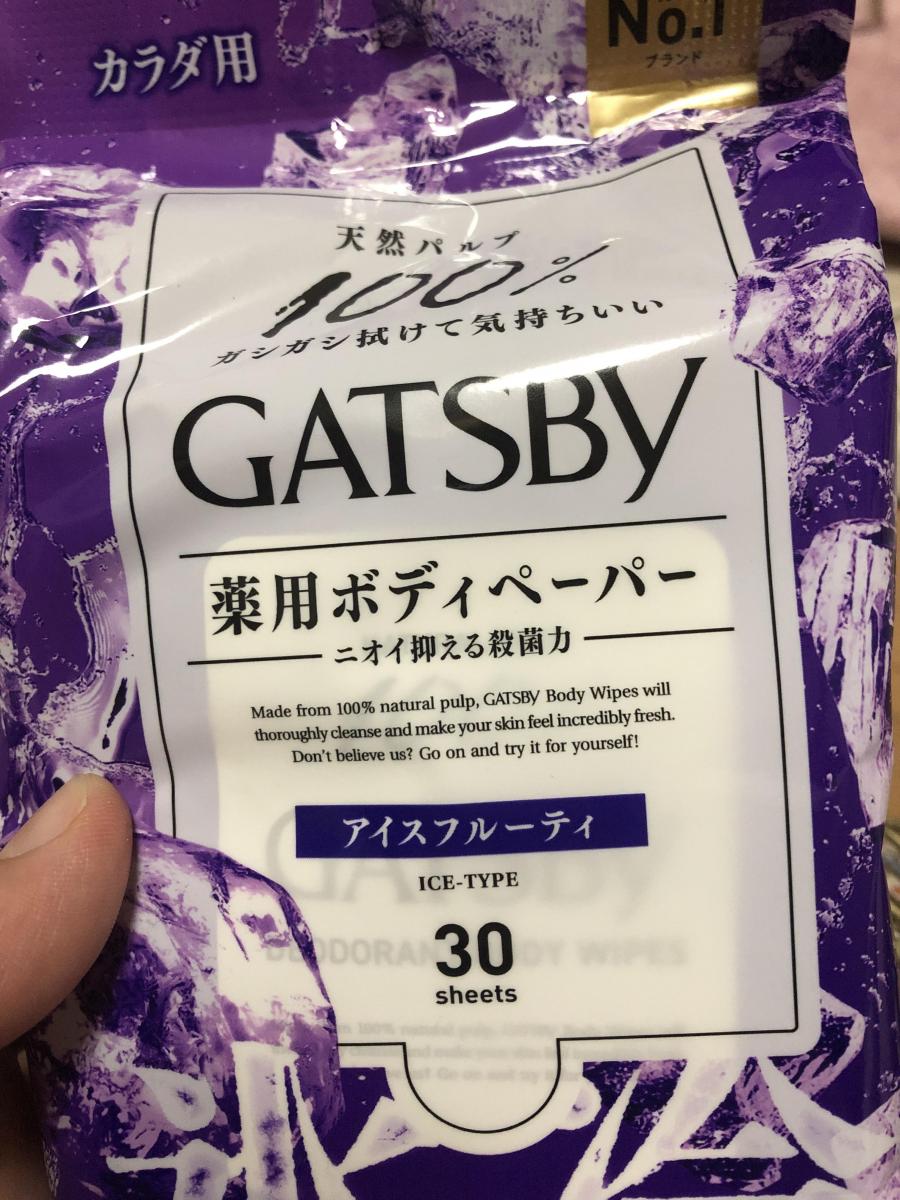 カラダ用
No.1
ブランド
天然パルプ
100%
ガシガシ拭けて気持ちいい
GATSBY
薬用ボディペーパー
ニオイ抑える殺菌力
Made from 100% natural pulp, GATSBY Body Wipes will
thoroughly cleanse and make your skin feel incredibly fresh.
Don't believe us? Go on and try it for yourself!
アイスフルーティ
ICE-TYPE
30
sheets